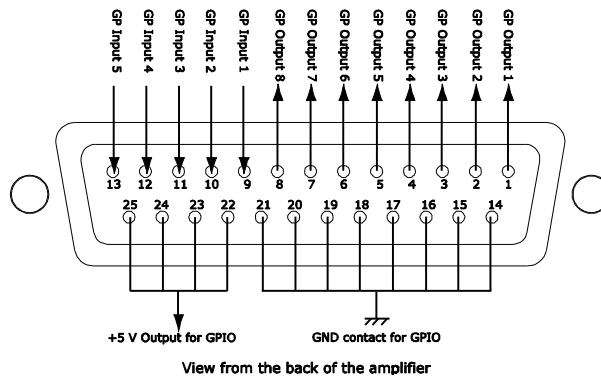 GP Input 5
GP Input 4
GP Input 3
GP Input 2
GP Input 1
GP Output 8
GP Output 7
GP Output 6
GP Output 5
GP Output 4
GP Output 3
GP Output 2
GP Output 1
13 12 11 10 9 8 7 6 5 4 3 2 1
25 24 23 22 21 20 19 18 17 16 15 14
+5 V Output for GPIO
GND contact for GPIO
View from the back of the amplifier